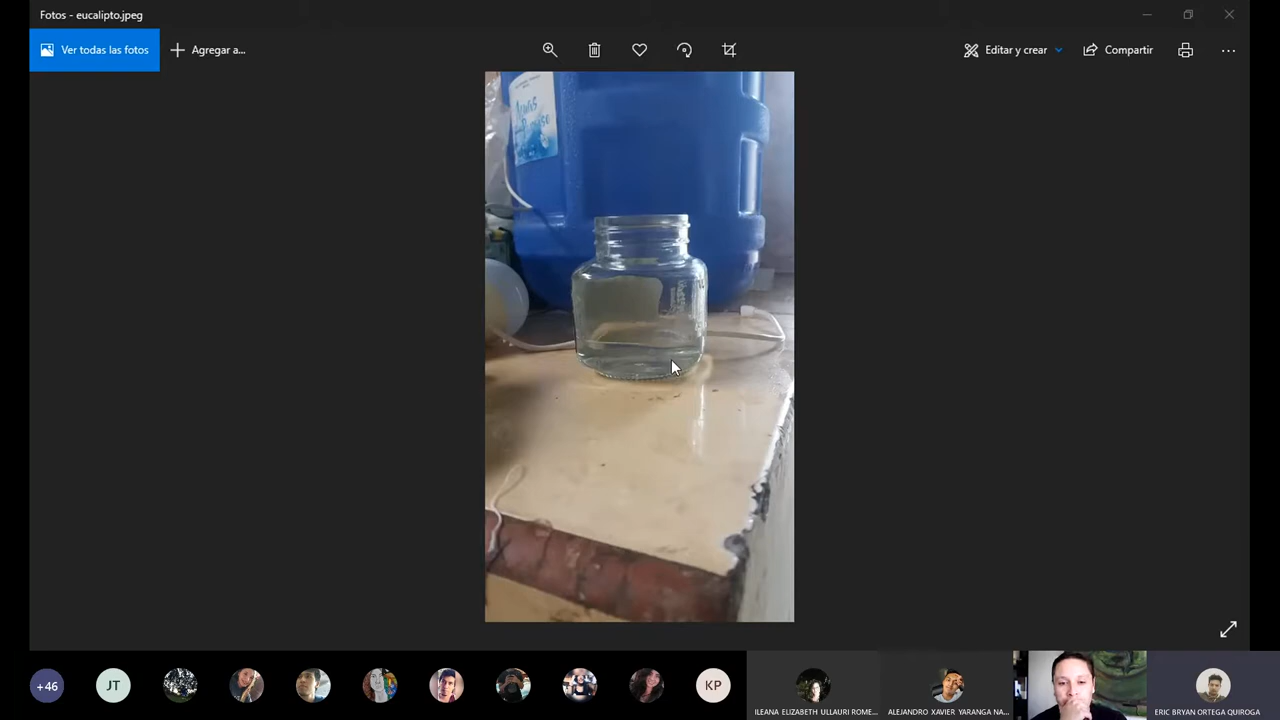 Fotos - eucalipto.jpeg
Ver todas las fotos
Agregar a...
Editar y crear
Compartir
+46
JT
KP
ILEANA ELIZABETH ULLAURI ROME...
ALEJANDRO XAVIER YARANGA NA...
ERIC BRYAN ORTEGA QUIROGA